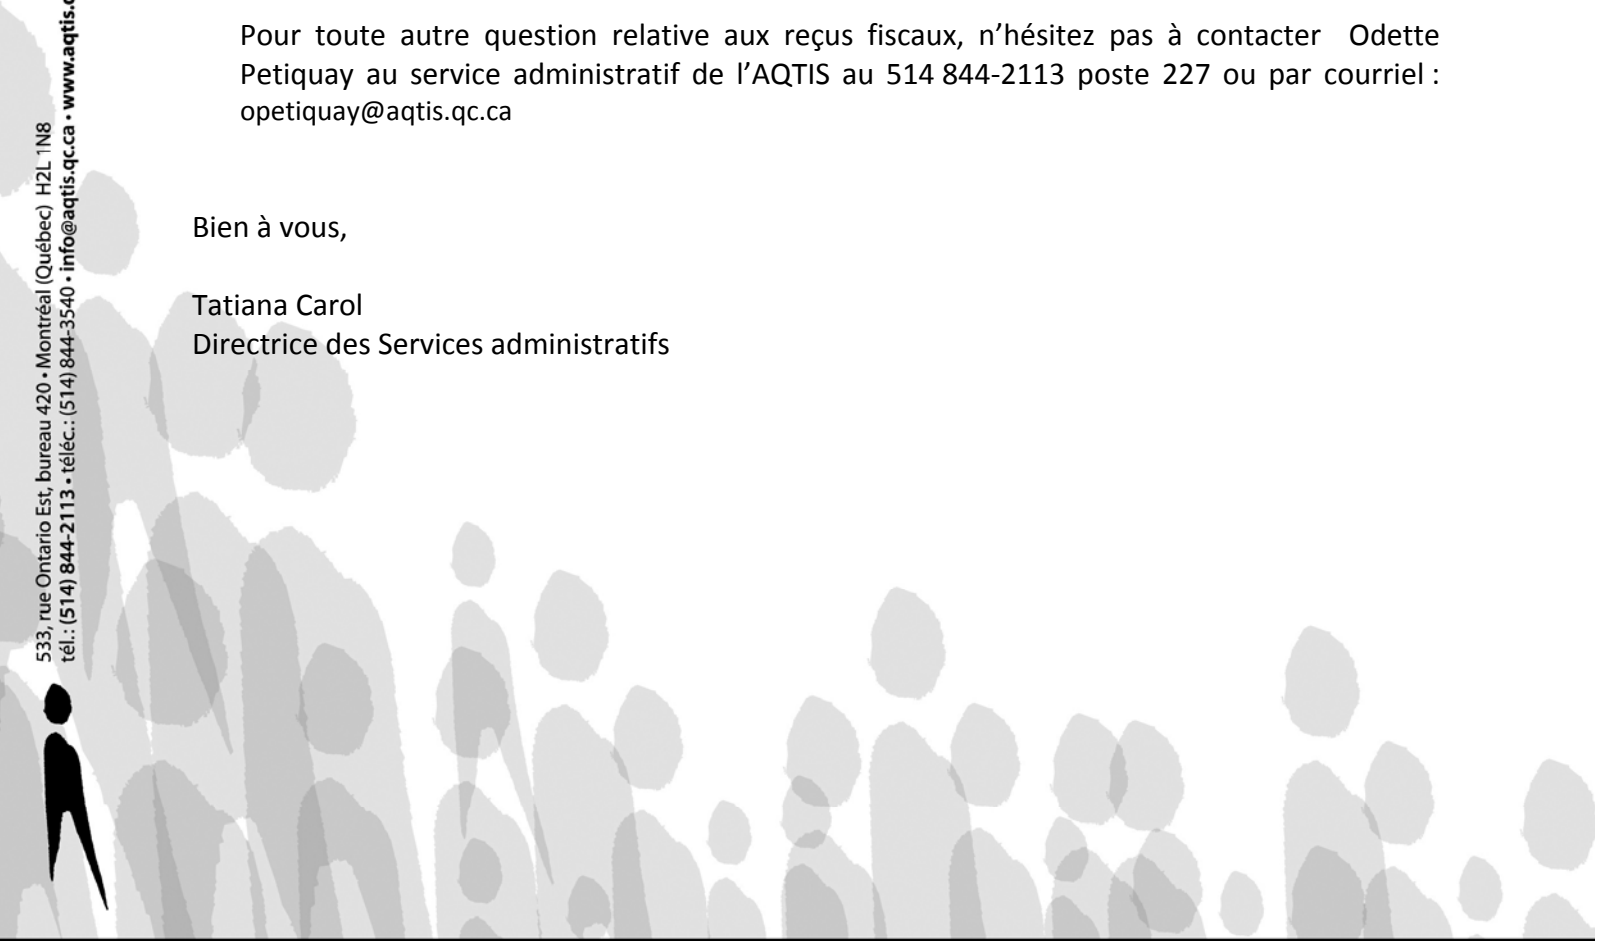 Pour toute autre question relative aux reçus fiscaux, n’hésitez pas à contacter Odette
Petiquay au service administratif de l’AQTIS au 514 844-2113 poste 227 ou par courriel :
opetiquay@aqtis.qc.ca
Bien à vous,
Tatiana Carol
Directrice des Services administratifs
533, rue Ontario Est, bureau 420 • Montréal (Québec) H2L 1N8
tél.: (514) 844-2113 • téléc.: (514) 844-3540 • info@aqtis.qc.ca • www.aqtis.